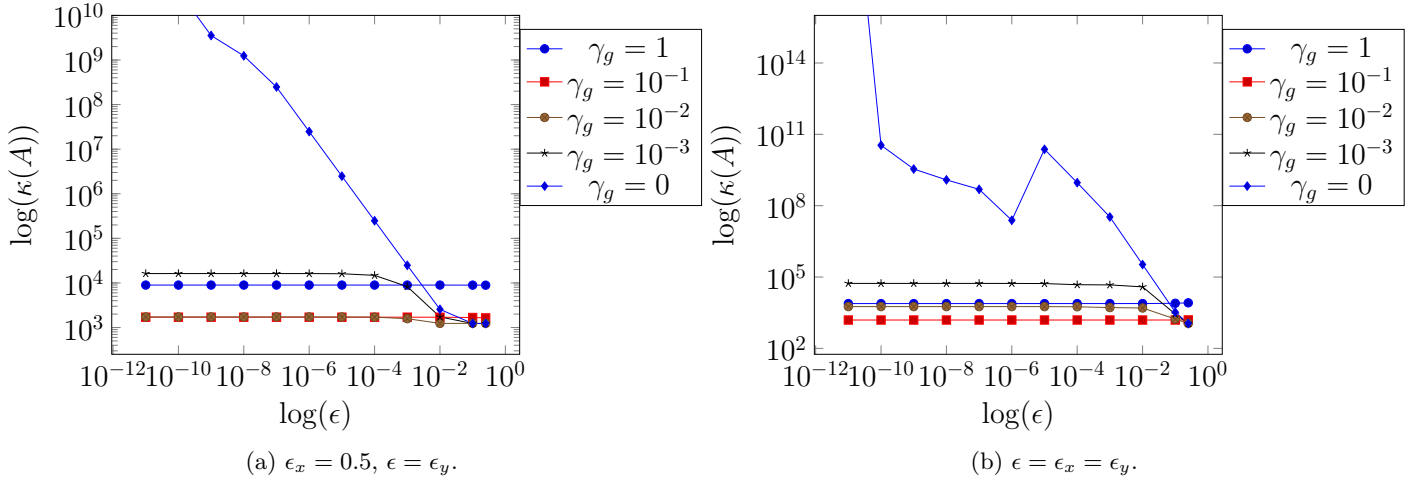 10^10
10^9
10^8
10^7
10^6
10^5
10^4
10^3
log(κ(A))
10^−12 10^−10 10^−8 10^−6 10^−4 10^−2 10^0
log(ϵ)
γ_g = 1
γ_g = 10^−1
γ_g = 10^−2
γ_g = 10^−3
γ_g = 0
(a) ϵ_x = 0.5, ϵ = ϵ_y.
10^14
10^11
10^8
10^5
10^2
log(κ(A))
10^−12 10^−10 10^−8 10^−6 10^−4 10^−2 10^0
log(ϵ)
γ_g = 1
γ_g = 10^−1
γ_g = 10^−2
γ_g = 10^−3
γ_g = 0
(b) ϵ = ϵ_x = ϵ_y.